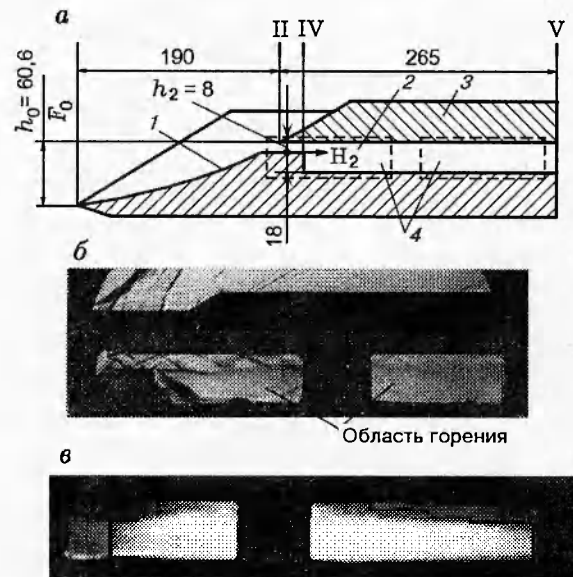 а
II IV V
190 265
h₀ = 60,6
F₀
h₂ = 8
2 3
1
H₂
18
4
б
Область горения
в